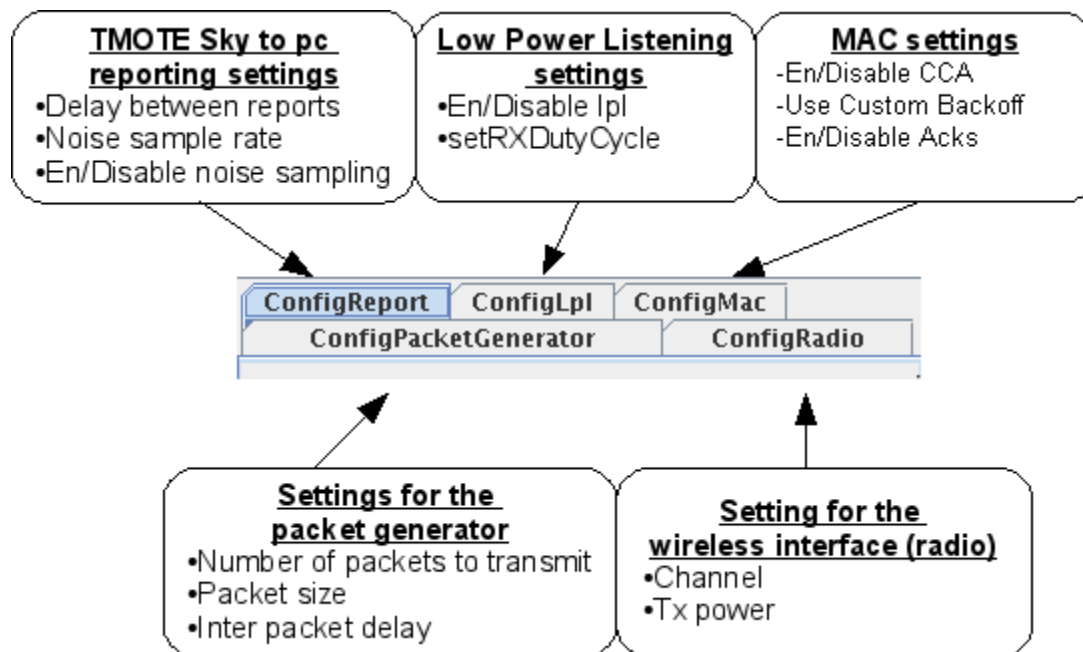 TMOTE Sky to pc
reporting settings
•Delay between reports
•Noise sample rate
•En/Disable noise sampling
Low Power Listening
settings
•En/Disable lpl
•setRXDutyCycle
MAC settings
-En/Disable CCA
-Use Custom Backoff
-En/Disable Acks
ConfigReport
ConfigLpl
ConfigMac
ConfigPacketGenerator
ConfigRadio
Settings for the
packet generator
•Number of packets to transmit
•Packet size
•Inter packet delay
Setting for the
wireless interface (radio)
•Channel
•Tx power